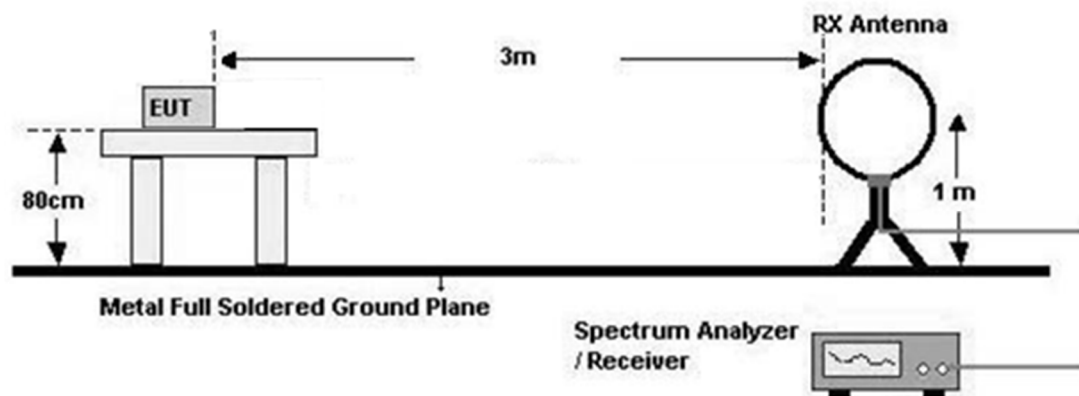 RX Antenna
3m
EUT
80cm
1 m
Metal Full Soldered Ground Plane
Spectrum Analyzer
/ Receiver